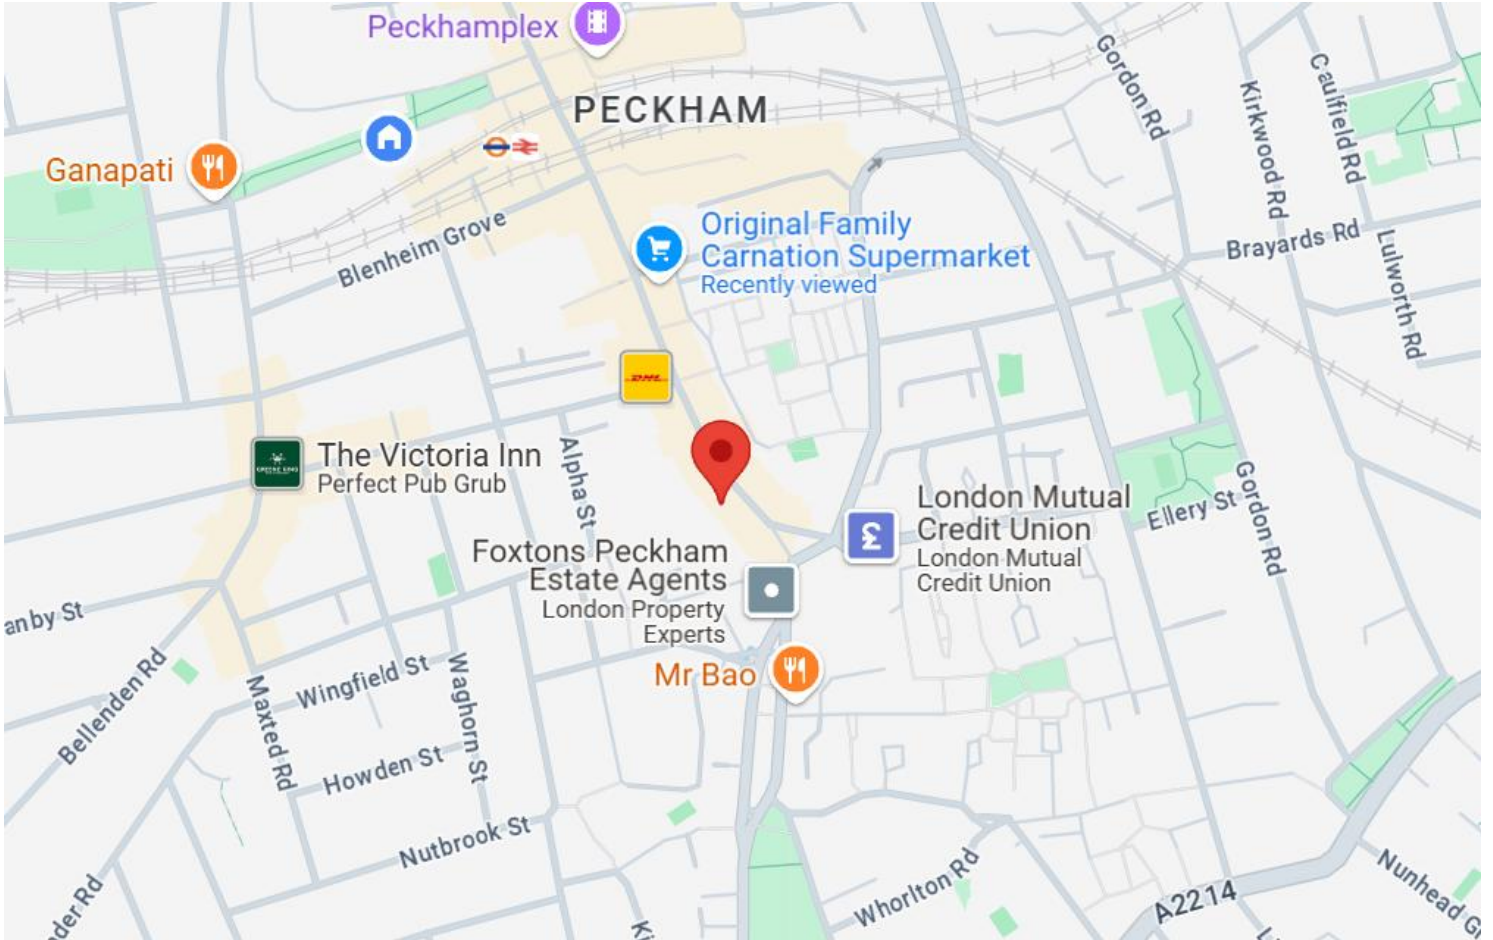 Peckhamplex
PECKHAM
Gordon Rd
Kirkwood Rd
Caulfield Rd
Ganapati
Blenheim Grove
Original Family
Carnation Supermarket
Recently viewed
Brayards Rd
Lulworth Rd
DHL
The Victoria Inn
Perfect Pub Grub
Alpha St
London Mutual
Credit Union
London Mutual
Credit Union
Ellery St
Gordon Rd
Foxtons Peckham
Estate Agents
London Property
Experts
anby St
Mr Bao
Bellenden Rd
Maxted Rd
Wingfield St
Waghorn St
Howden St
Nutbrook St
Whorlton Rd
A2214
Nunhead G
der Rd
Ki
£